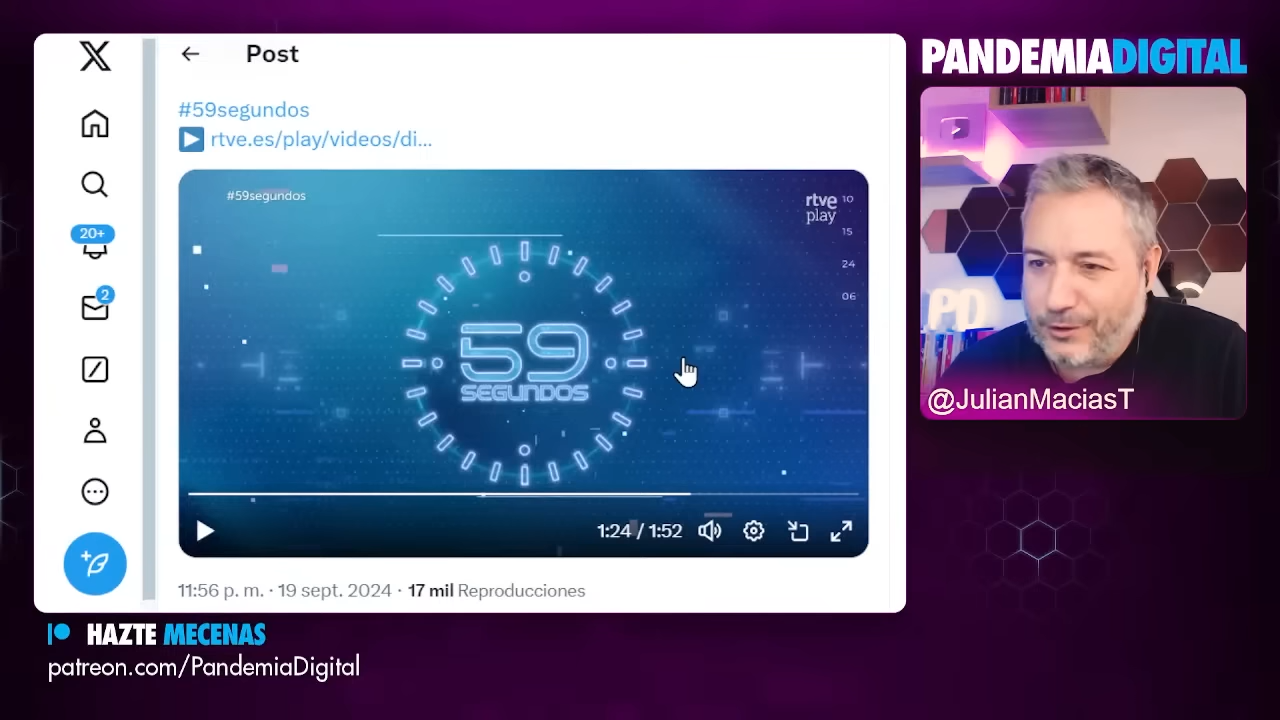 Post
#59segundos
rtve.es/play/videos/di...
#59segundos
rtve
play
10
15
24
06
59
SEGUNDOS
1:24 / 1:52
11:56 p. m. · 19 sept. 2024 · 17 mil Reproducciones
20+
2
PANDEMIADIGITAL
PD
@JulianMaciasT
HAZTE MECENAS
patreon.com/PandemiaDigital